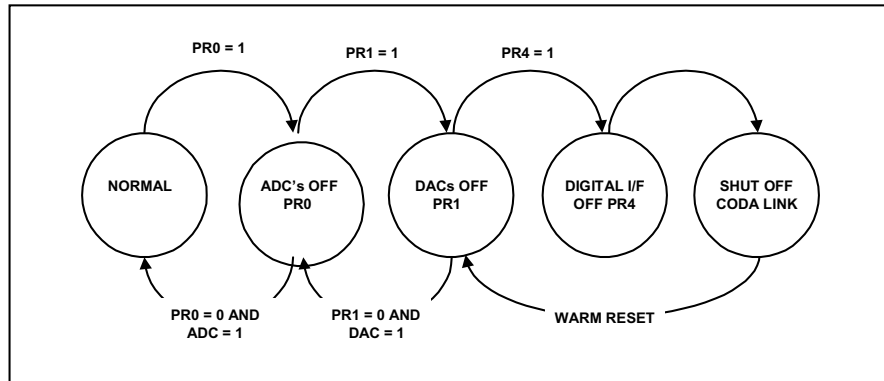 PR0 = 1
PR1 = 1
PR4 = 1
NORMAL
ADC's OFF
PR0
DACs OFF
PR1
DIGITAL I/F
OFF PR4
SHUT OFF
CODA LINK
PR0 = 0 AND
ADC = 1
PR1 = 0 AND
DAC = 1
WARM RESET